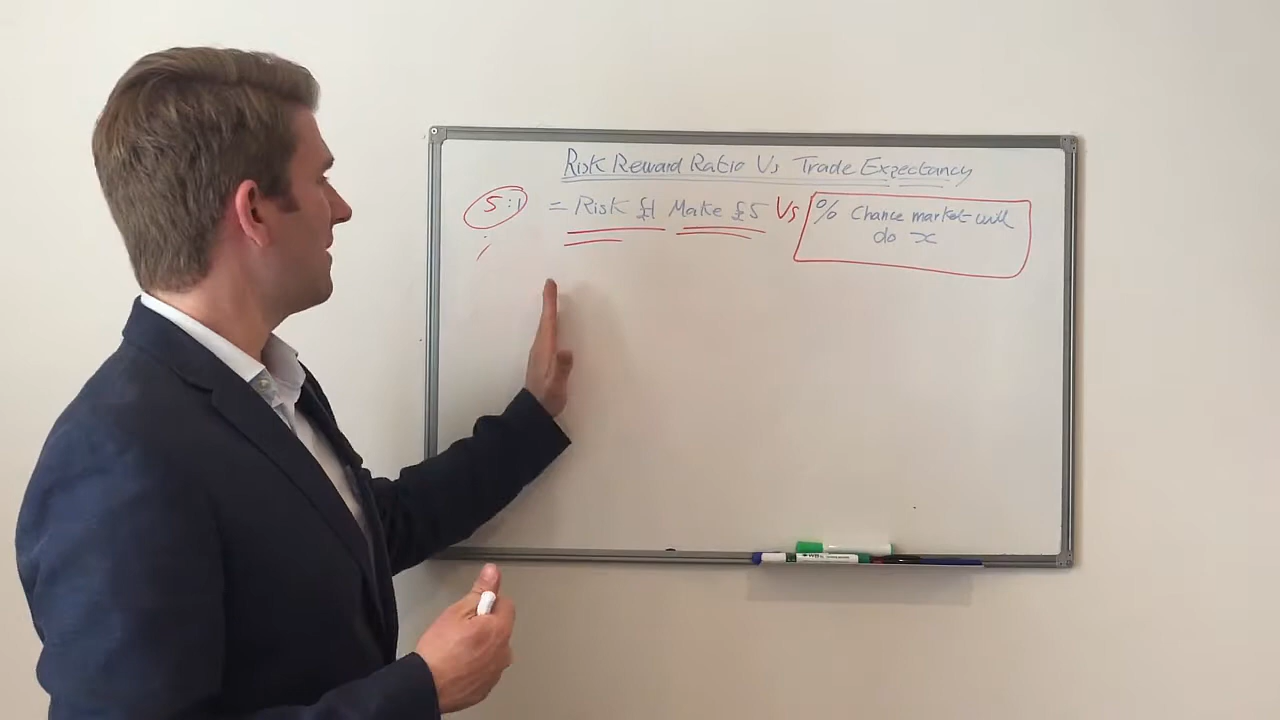 Risk Reward Ratio Vs Trade Expectancy
5:1 = Risk £1 Make £5 Vs % Chance market will
do x